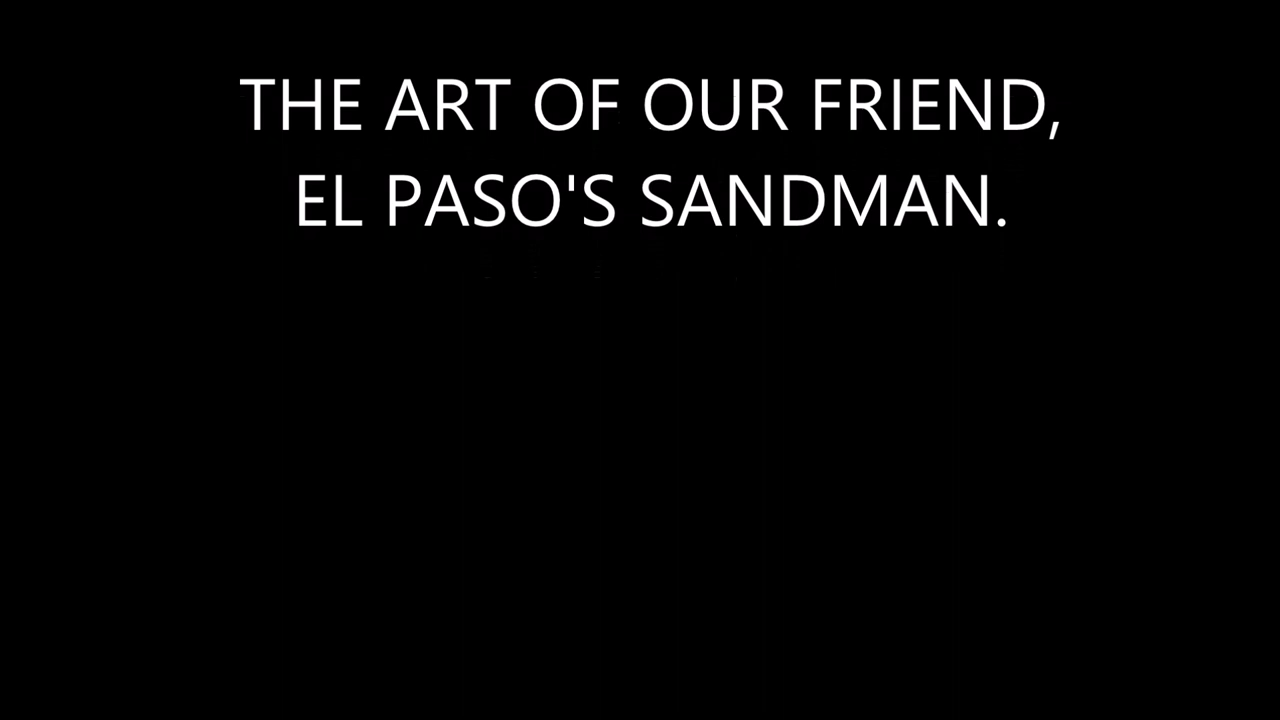 THE ART OF OUR FRIEND,
EL PASO'S SANDMAN.